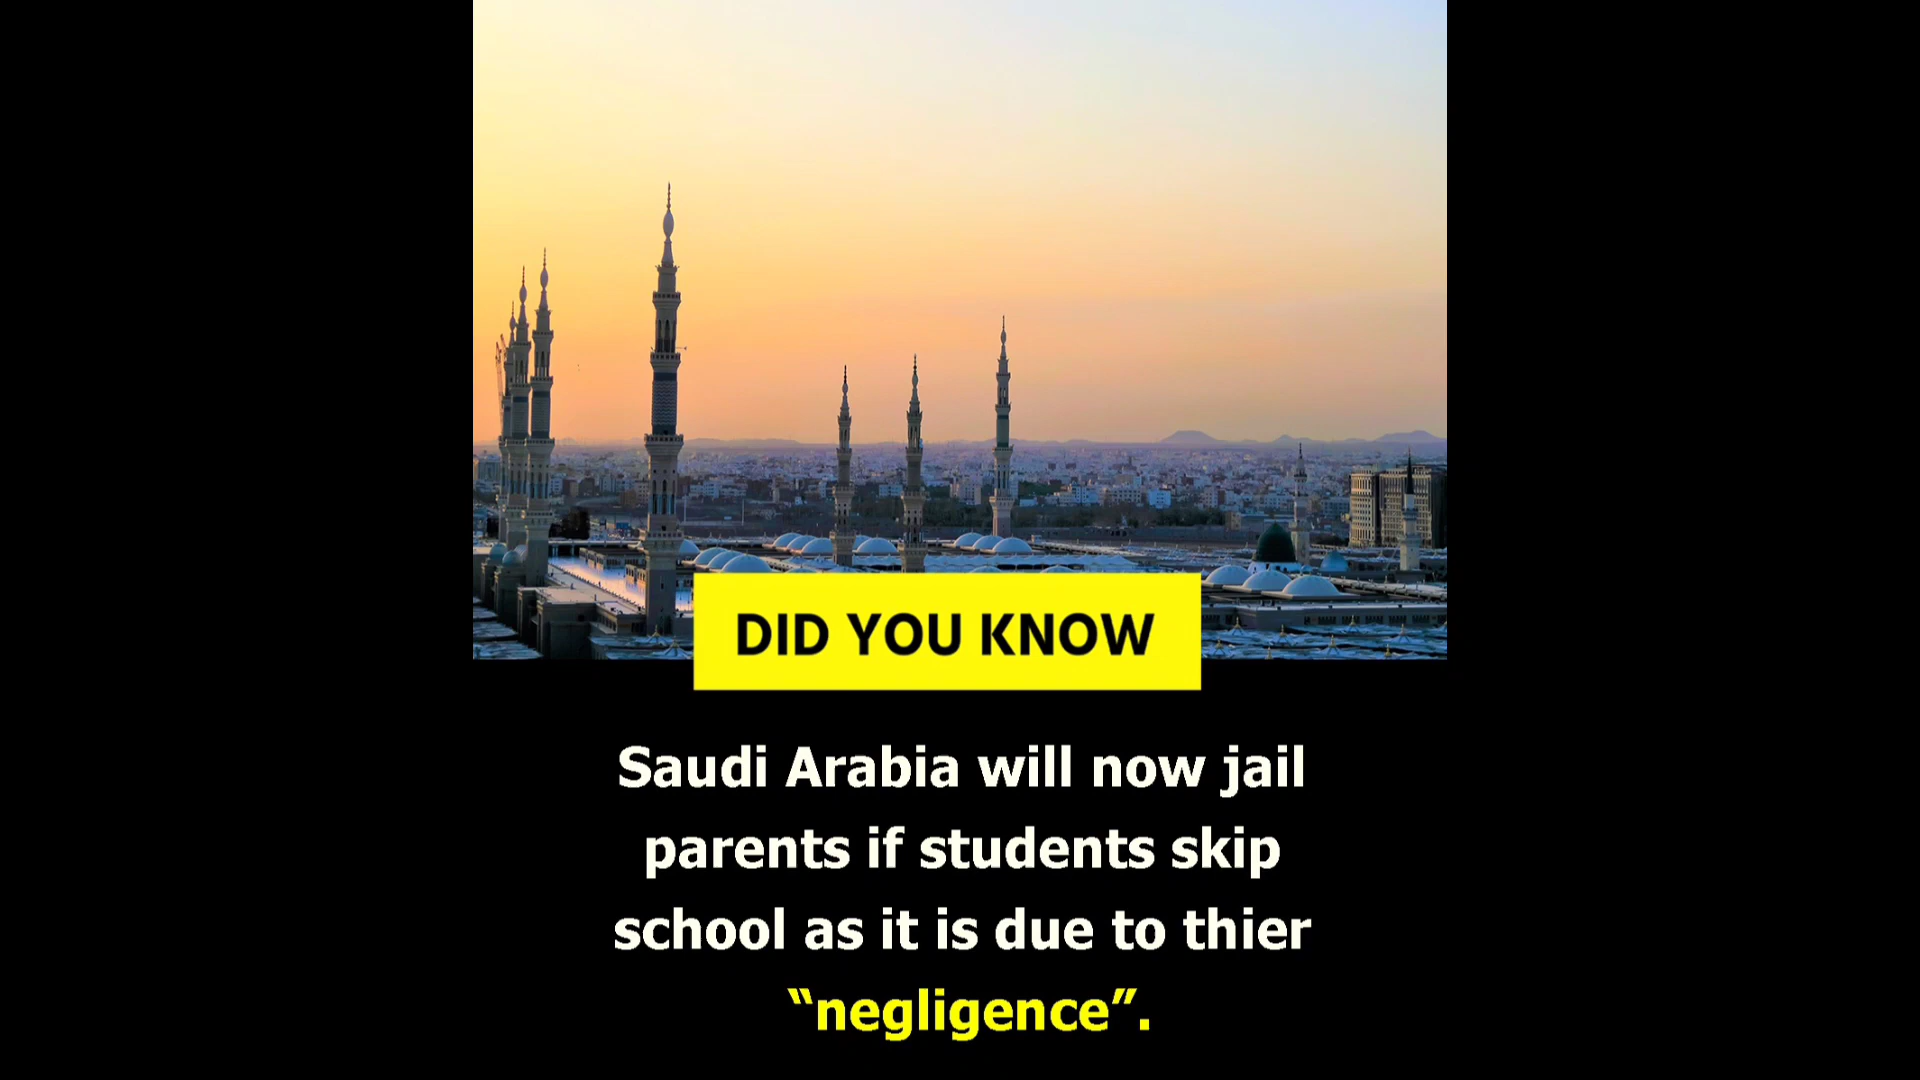 DID YOU KNOW
Saudi Arabia will now jail
parents if students skip
school as it is due to thier
“negligence”.